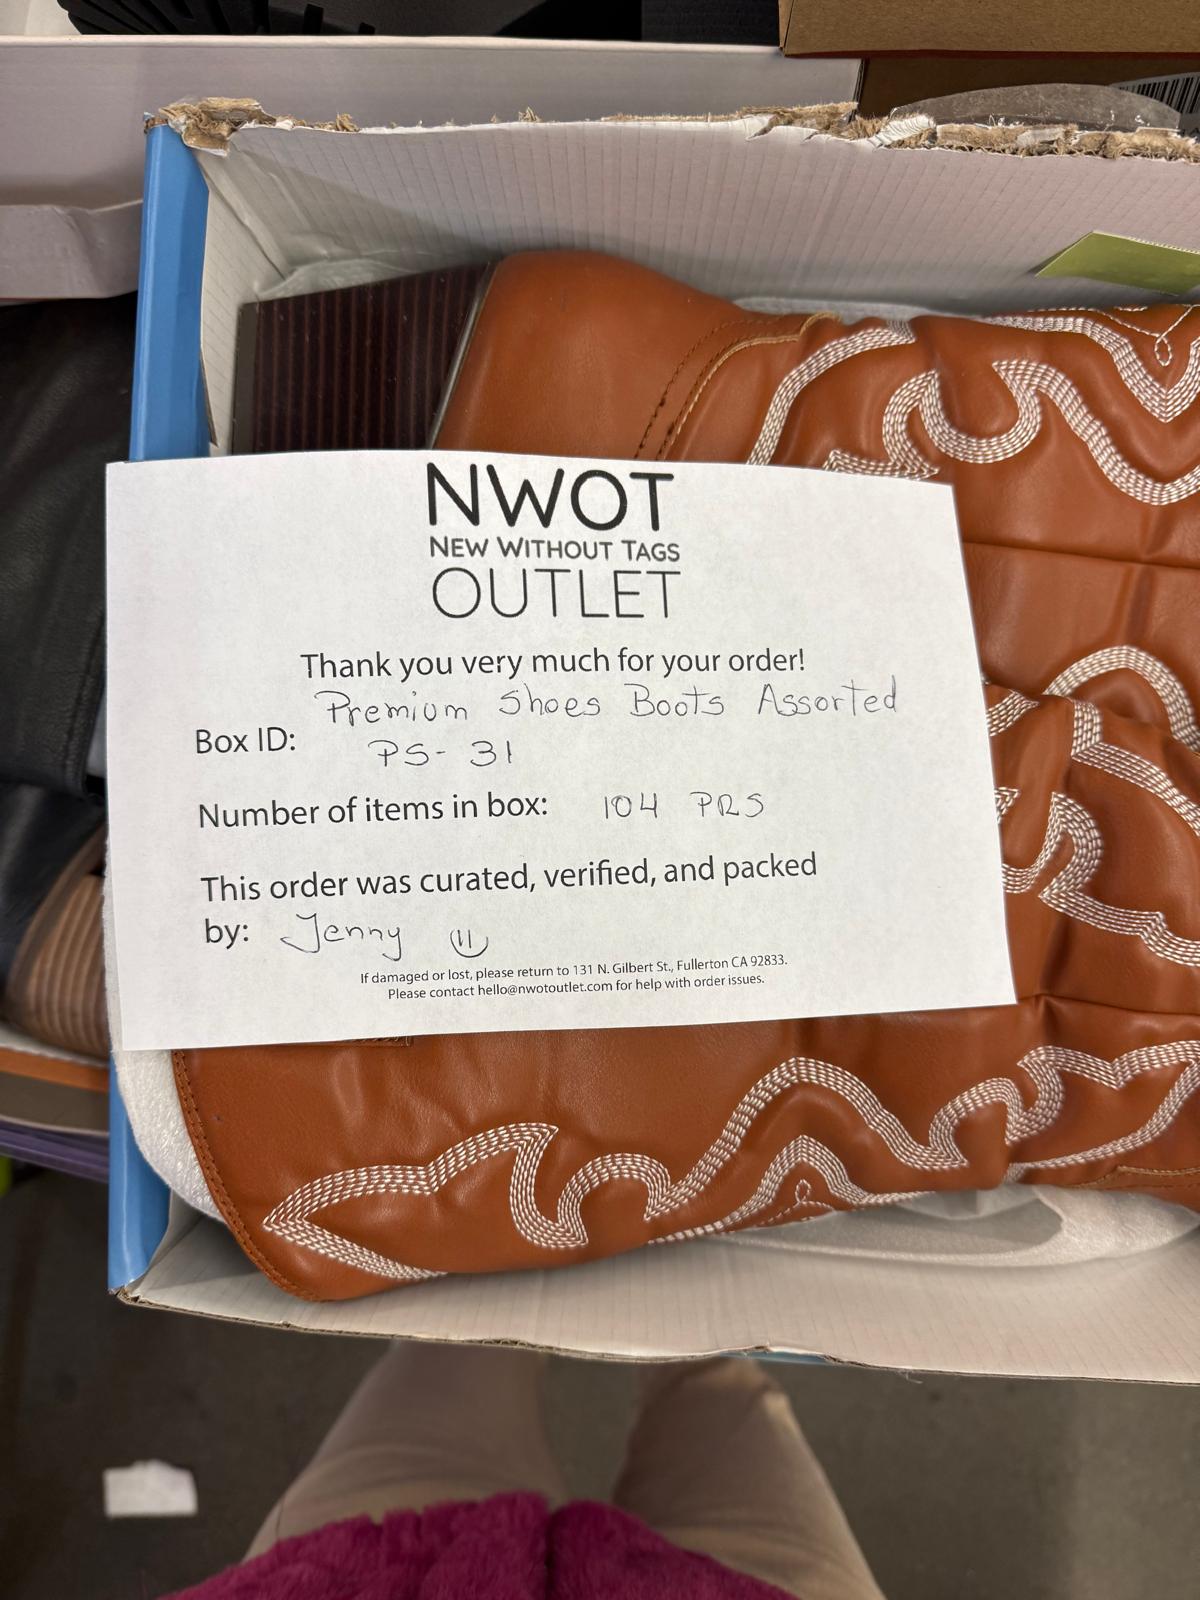 NWOT
NEW WITHOUT TAGS
OUTLET
Thank you very much for your order!
Premium Shoes Boots Assorted
Box ID: PS-31
Number of items in box: 104 PRS
This order was curated, verified, and packed
by: Jenny
If damaged or lost, please return to 131 N. Gilbert St., Fullerton CA 92833.
Please contact hello@nwotoutlet.com for help with order issues.